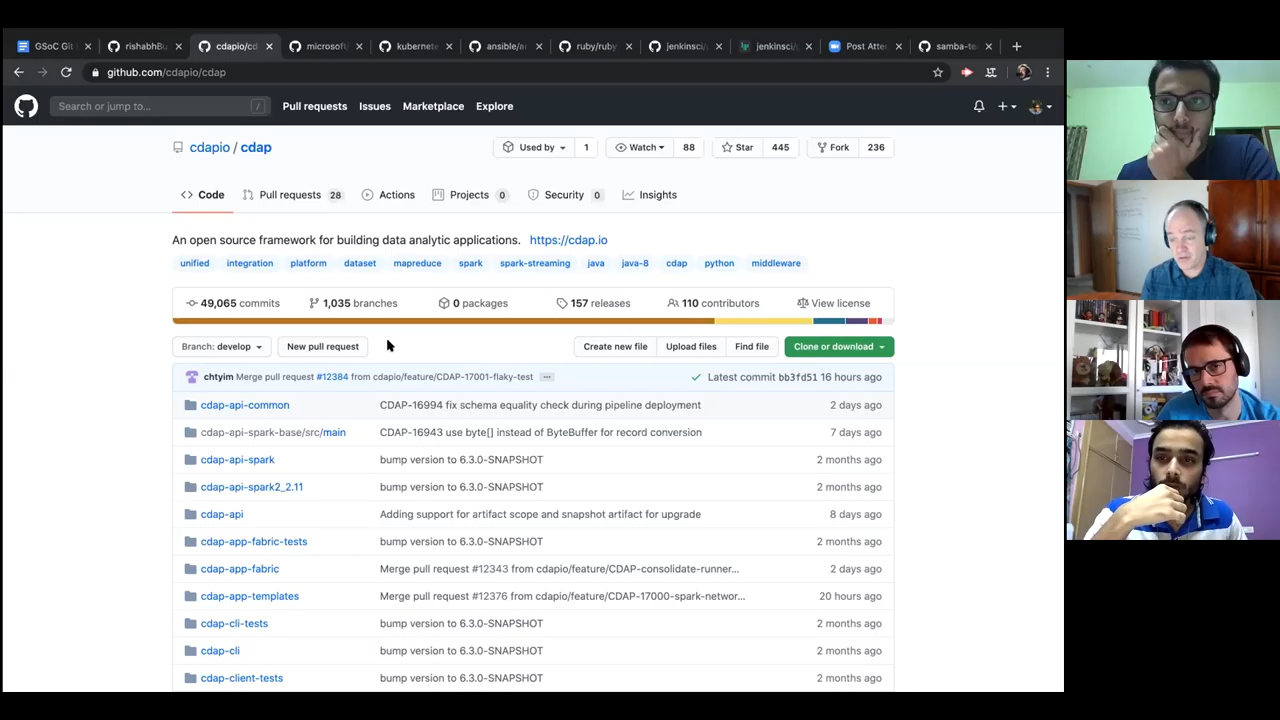 GSoC Git
rishabhBu
cdapio/cd
microsoft/
kubernete
ansible/a
ruby/ruby
jenkinsci/
jenkinsci/
Post Atte
samba-te
github.com/cdapio/cdap
Search or jump to... /
Pull requests Issues Marketplace Explore
cdapio / cdap
Used by 1 Watch 88 Star 445 Fork 236
Code Pull requests 28 Actions Projects 0 Security 0 Insights
An open source framework for building data analytic applications. https://cdap.io
unified integration platform dataset mapreduce spark spark-streaming java java-8 cdap python middleware
49,065 commits 1,035 branches 0 packages 157 releases 110 contributors View license
Branch: develop New pull request Create new file Upload files Find file Clone or download
chtyim Merge pull request #12384 from cdapio/feature/CDAP-17001-flaky-test ... Latest commit bb3fd51 16 hours ago
cdap-api-common CDAP-16994 fix schema equality check during pipeline deployment 2 days ago
cdap-api-spark-base/src/main CDAP-16943 use byte[] instead of ByteBuffer for record conversion 7 days ago
cdap-api-spark bump version to 6.3.0-SNAPSHOT 2 months ago
cdap-api-spark2_2.11 bump version to 6.3.0-SNAPSHOT 2 months ago
cdap-api Adding support for artifact scope and snapshot artifact for upgrade 8 days ago
cdap-app-fabric-tests bump version to 6.3.0-SNAPSHOT 2 months ago
cdap-app-fabric Merge pull request #12343 from cdapio/feature/CDAP-consolidate-runner... 2 days ago
cdap-app-templates Merge pull request #12376 from cdapio/feature/CDAP-17000-spark-networ... 20 hours ago
cdap-cli-tests bump version to 6.3.0-SNAPSHOT 2 months ago
cdap-cli bump version to 6.3.0-SNAPSHOT 2 months ago
cdap-client-tests bump version to 6.3.0-SNAPSHOT 2 months ago